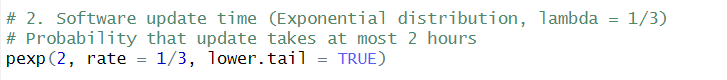 # 2. Software update time (Exponential distribution, lambda = 1/3)
# Probability that update takes at most 2 hours
pexp(2, rate = 1/3, lower.tail = TRUE)